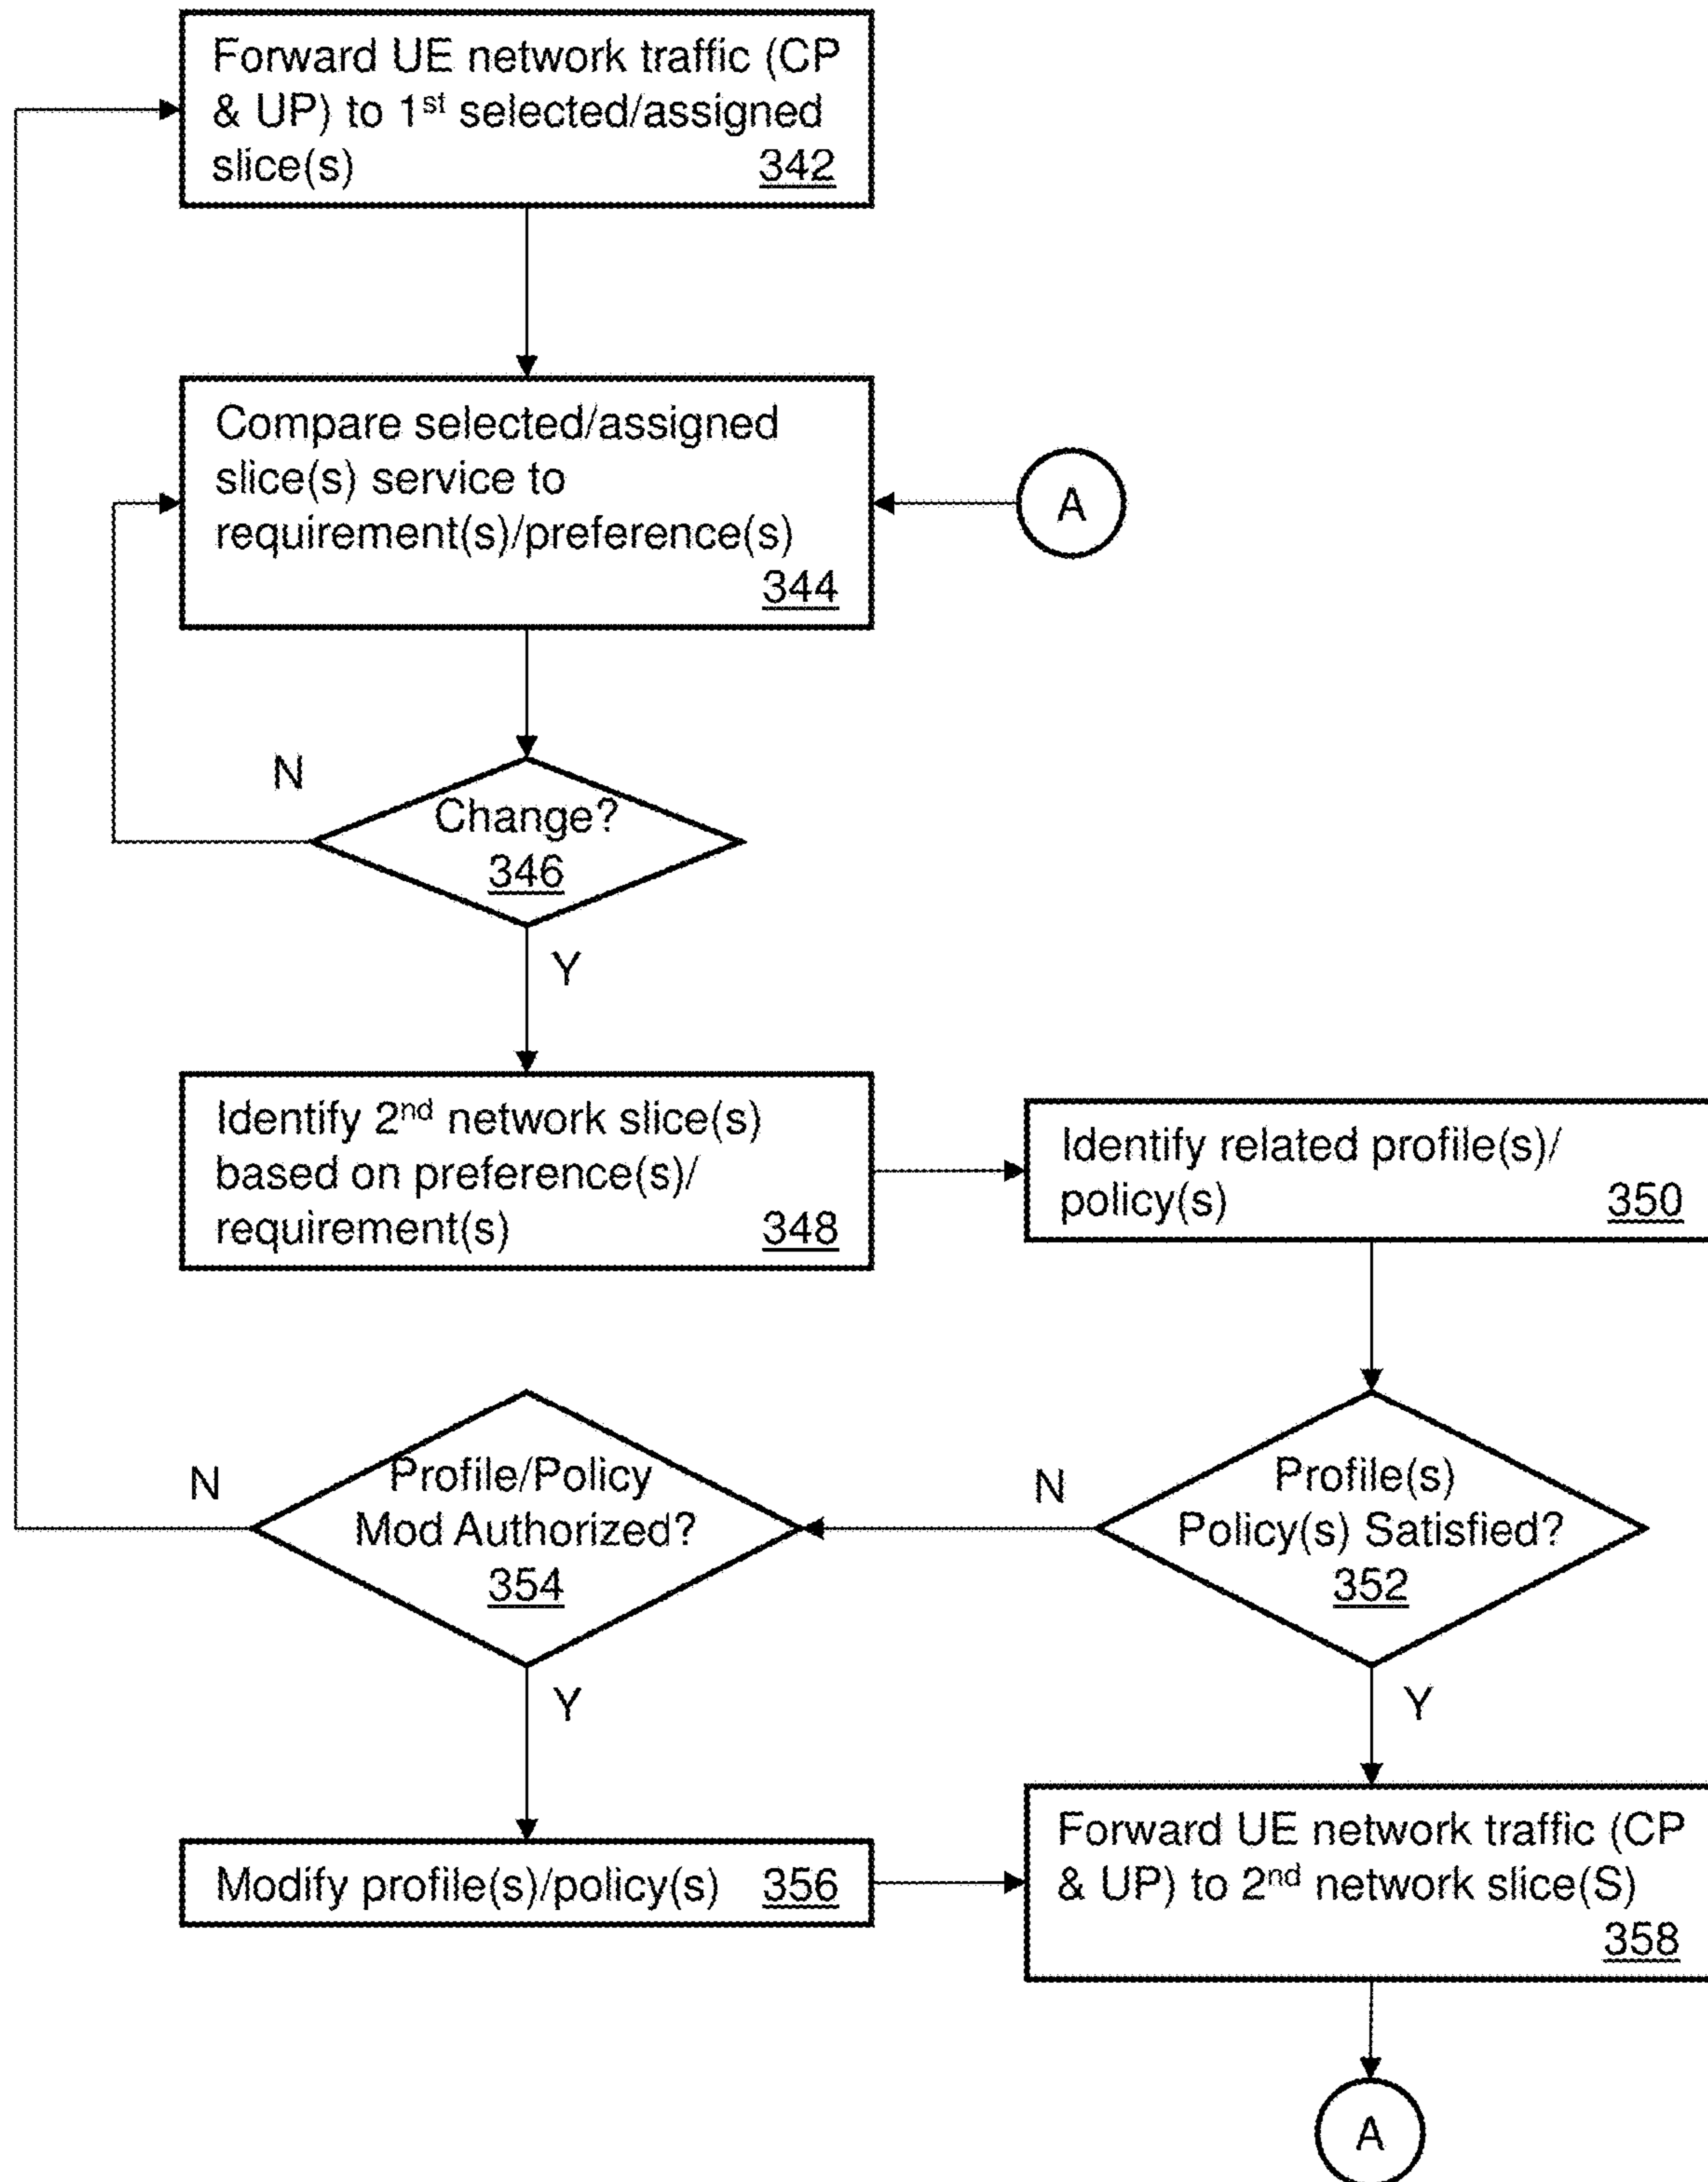 Forward UE network traffic (CP
& UP) to 1st selected/assigned
slice(s) 342
Compare selected/assigned
slice(s) service to
requirement(s)/preference(s)
344
A
N
Change?
346
Y
Identify 2nd network slice(s)
based on preference(s)/
requirement(s) 348
Identify related profile(s)/
policy(s) 350
Profile(s)
Policy(s) Satisfied?
352
N
Y
Profile/Policy
Mod Authorized?
354
N
Y
Modify profile(s)/policy(s) 356
Forward UE network traffic (CP
& UP) to 2nd network slice(S)
358
A